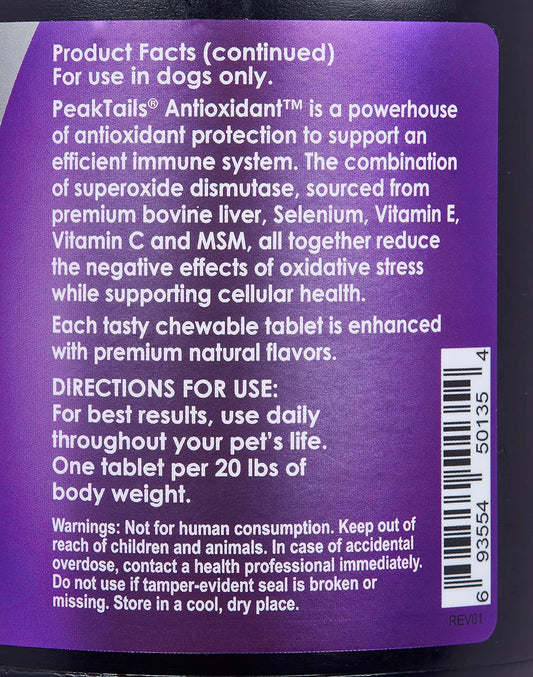 Product Facts (continued)
For use in dogs only.
PeakTails® Antioxidant™ is a powerhouse
of antioxidant protection to support an
efficient immune system. The combination
of superoxide dismutase, sourced from
premium bovine liver, Selenium, Vitamin E,
Vitamin C and MSM, all together reduce
the negative effects of oxidative stress
while supporting cellular health.
Each tasty chewable tablet is enhanced
with premium natural flavors.
DIRECTIONS FOR USE:
For best results, use daily
throughout your pet's life.
One tablet per 20 lbs of
body weight.
Warnings: Not for human consumption. Keep out of
reach of children and animals. In case of accidental
overdose, contact a health professional immediately.
Do not use if tamper-evident seal is broken or
missing. Store in a cool, dry place.
6 93554 50135 4
REV01